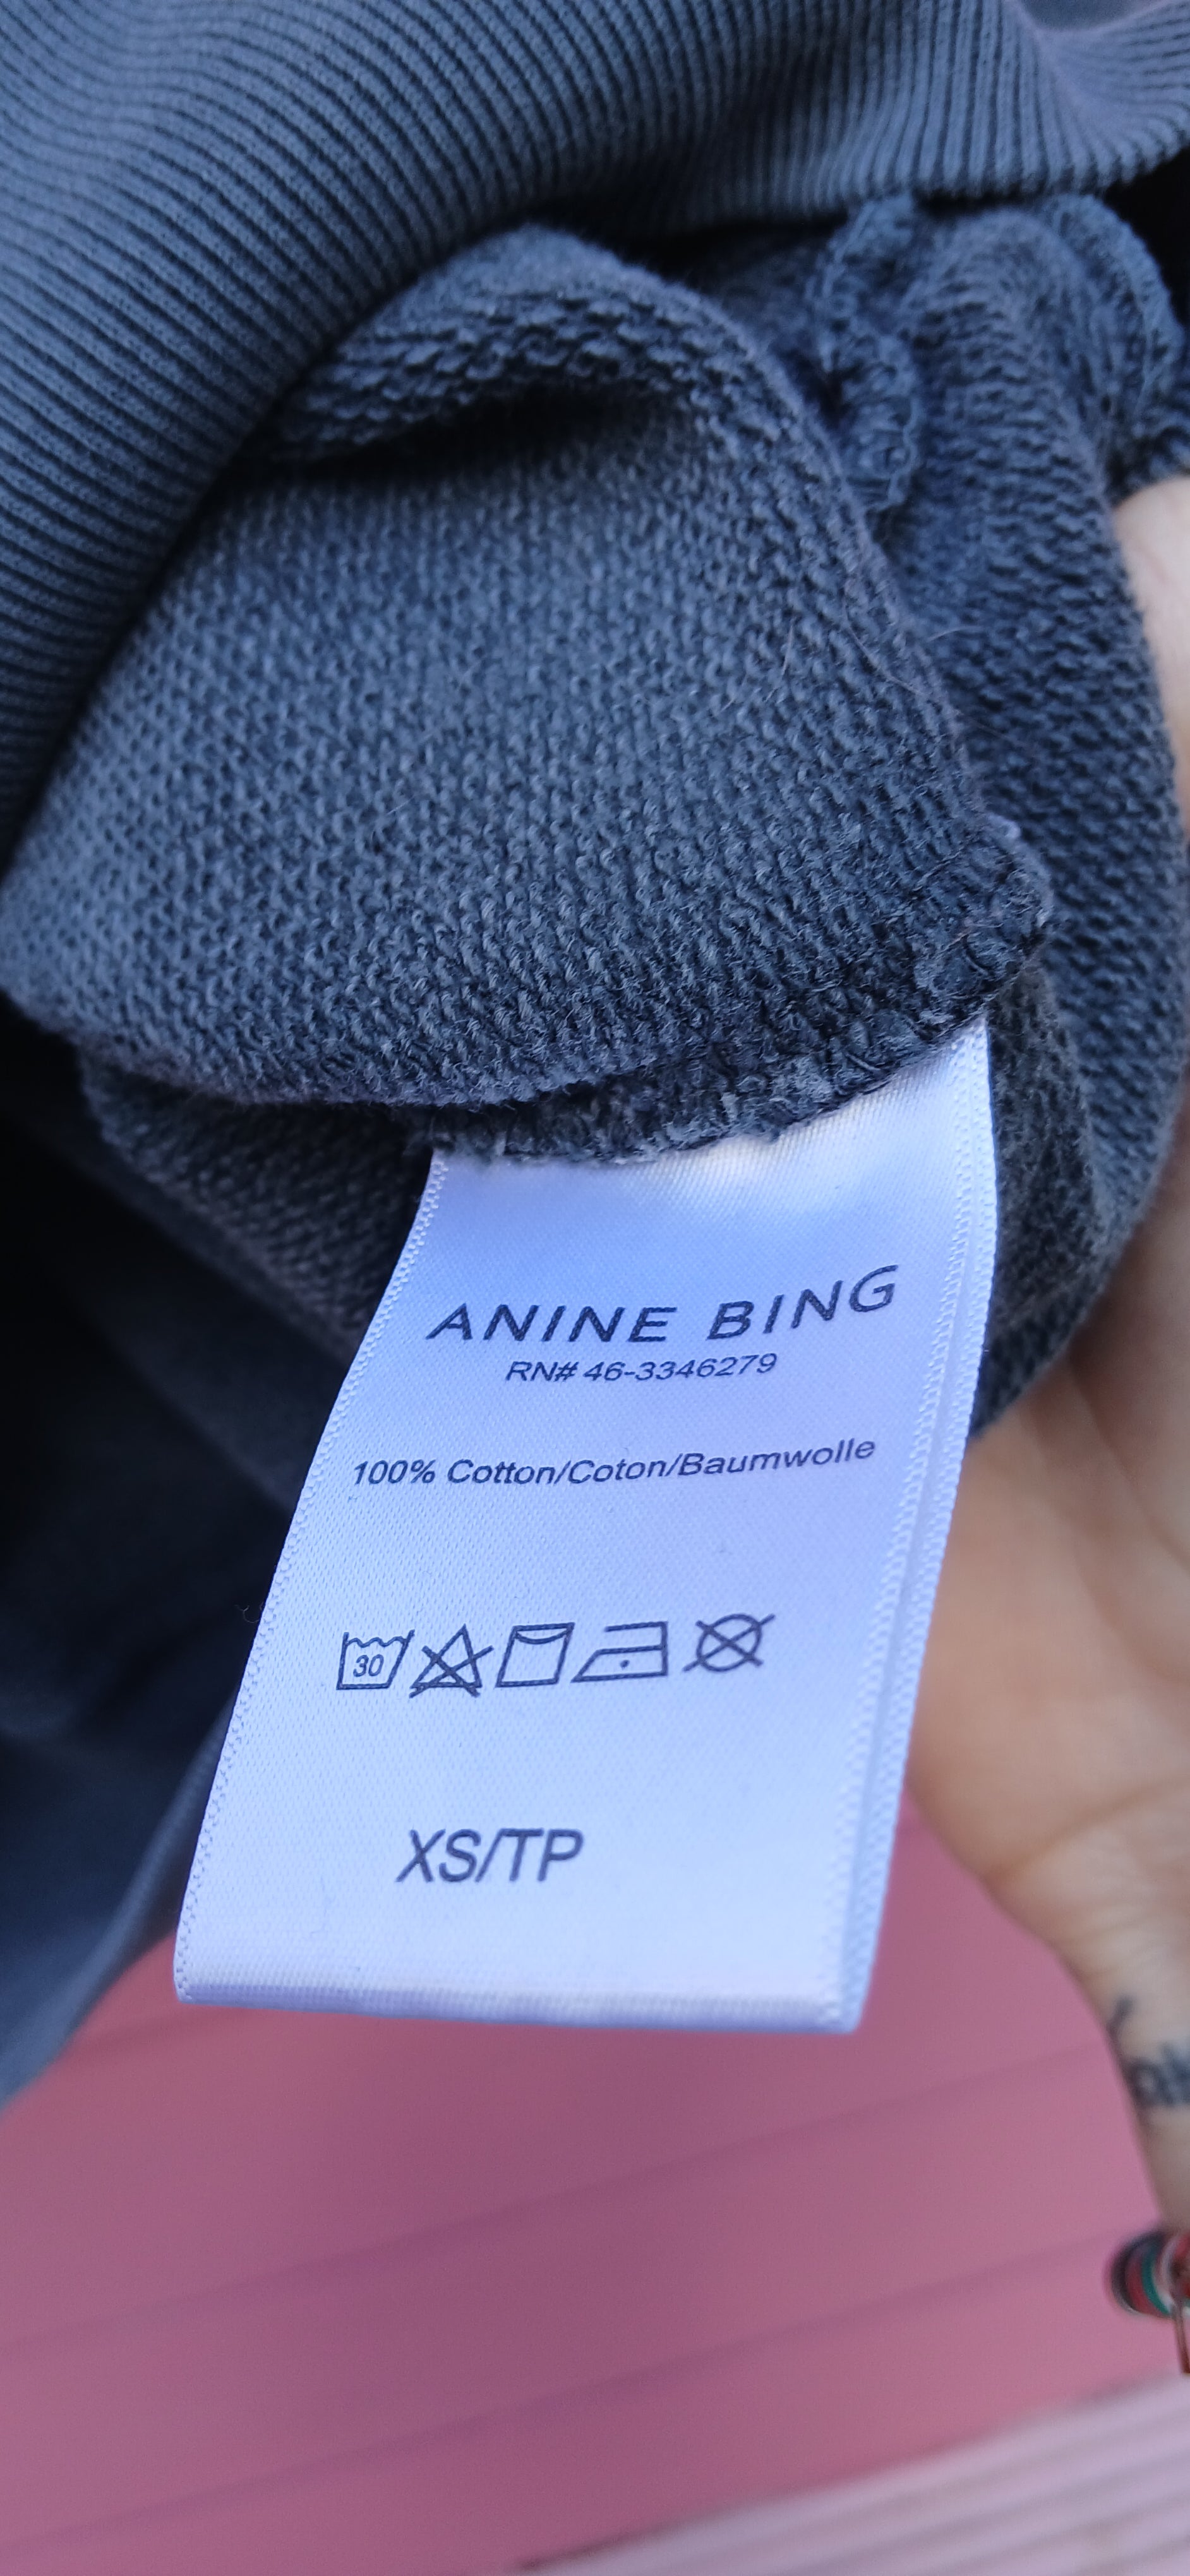 ANINE BING
RN# 46-3346279
100% Cotton/Coton/Baumwolle
30
XS/TP